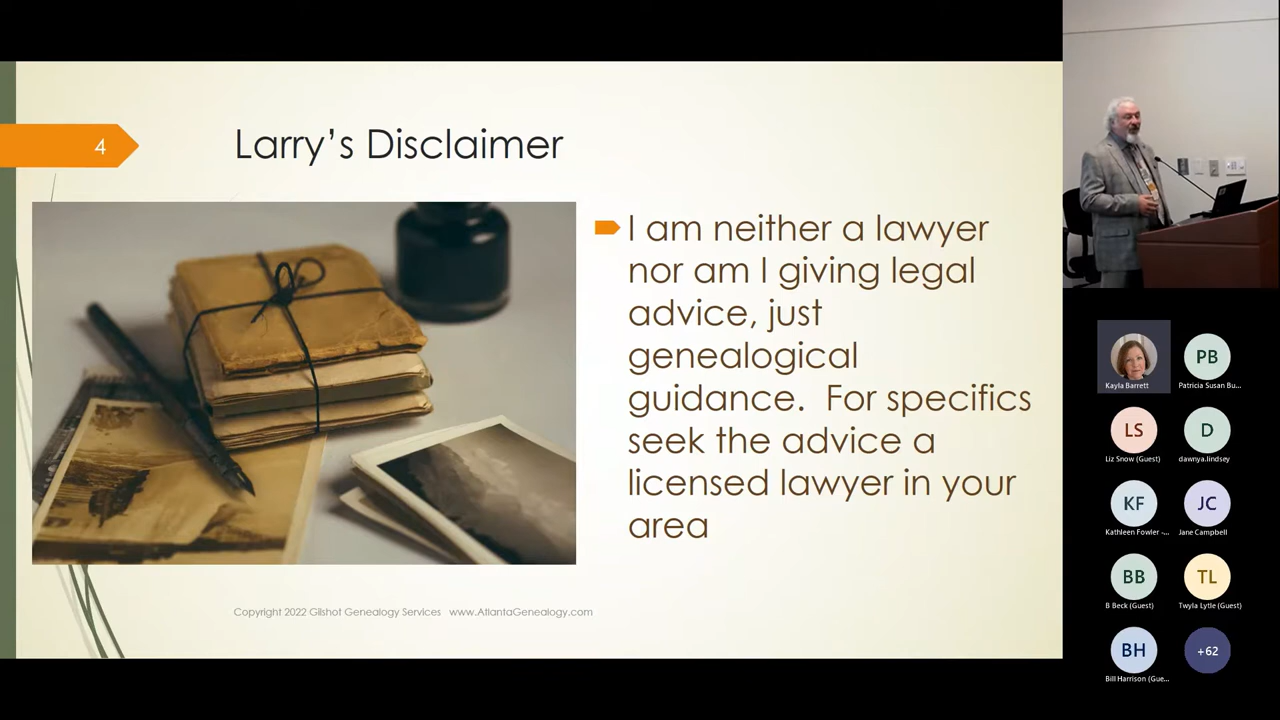 4
Larry’s Disclaimer
I am neither a lawyer
nor am I giving legal
advice, just
genealogical
guidance.  For specifics
seek the advice a
licensed lawyer in your
area
Copyright 2022 Gilshot Genealogy Services   www.AtlantaGenealogy.com
Kayla Barrett
PB
Patricia Susan Bu...
LS
Liz Snow (Guest)
D
dawnya.lindsey
KF
Kathleen Fowler -...
JC
Jane Campbell
BB
B Beck (Guest)
TL
Twyla Lytle (Guest)
BH
Bill Harrison (Gue...
+62